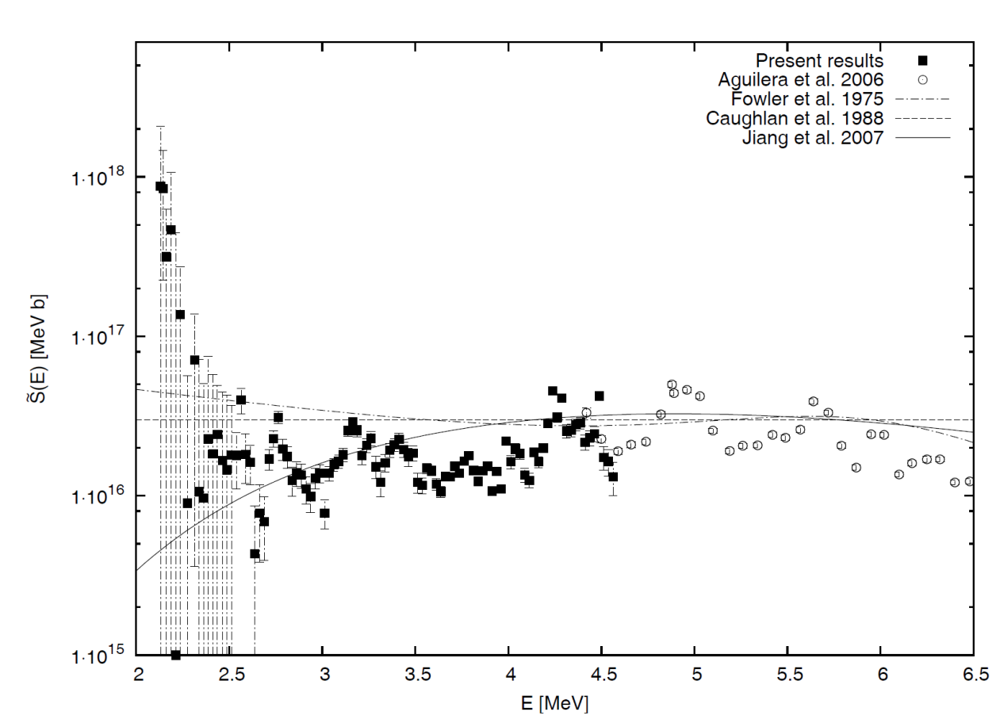 Present results
Aguilera et al. 2006
Fowler et al. 1975
Caughlan et al. 1988
Jiang et al. 2007
1·10^18
1·10^17
1·10^16
1·10^15
S̃(E) [MeV b]
2 2.5 3 3.5 4 4.5 5 5.5 6 6.5
E [MeV]